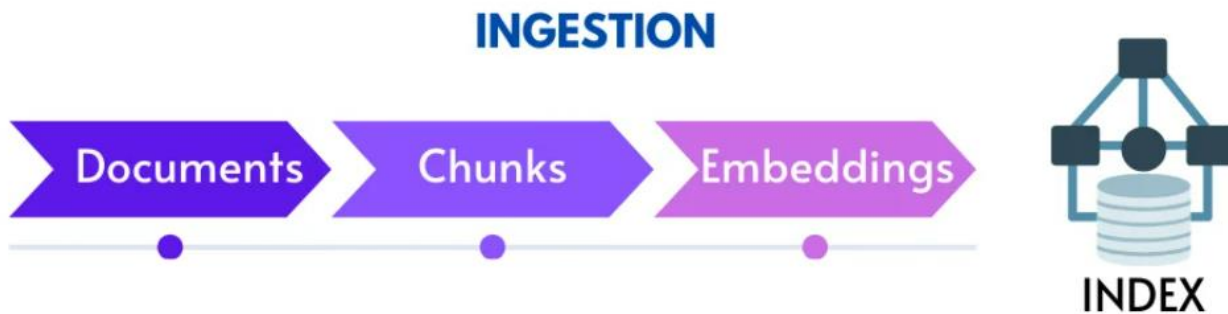 INGESTION
Documents
Chunks
Embeddings
INDEX